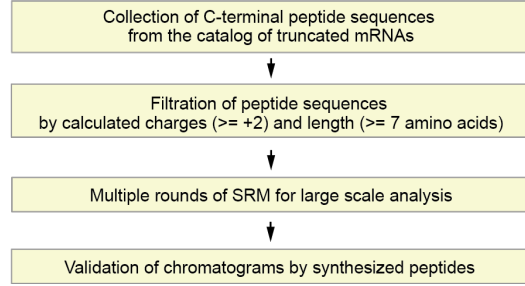 Collection of C-terminal peptide sequences
from the catalog of truncated mRNAs
Filtration of peptide sequences
by calculated charges (>= +2) and length (>= 7 amino acids)
Multiple rounds of SRM for large scale analysis
Validation of chromatograms by synthesized peptides